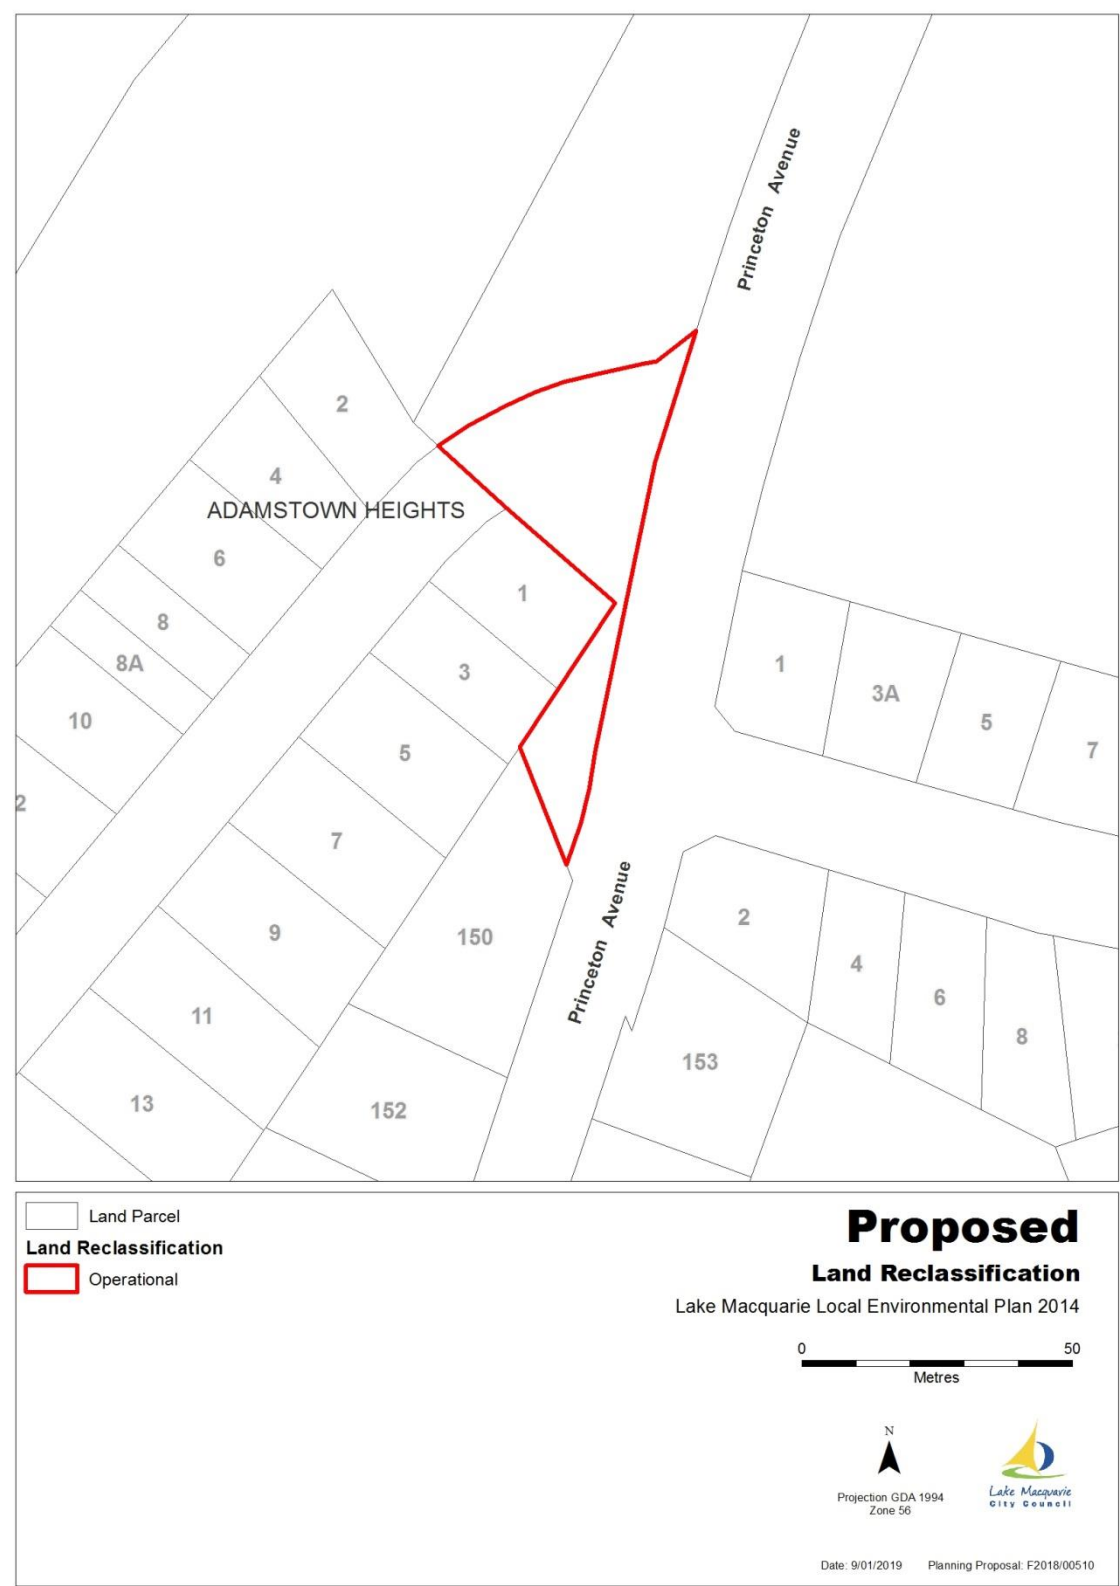 Princeton Avenue
2
4
ADAMSTOWN HEIGHTS
6
1
8
1
8A
3
3A
10
5
5
7
2
7
9
150
2
Princeton Avenue
4
6
11
8
153
13
152
Land Parcel
Land Reclassification
Operational
Proposed
Land Reclassification
Lake Macquarie Local Environmental Plan 2014
0 50
Metres
N
Projection GDA 1994
Zone 56
Lake Macquarie
City Council
Date: 9/01/2019 Planning Proposal: F2018/00510